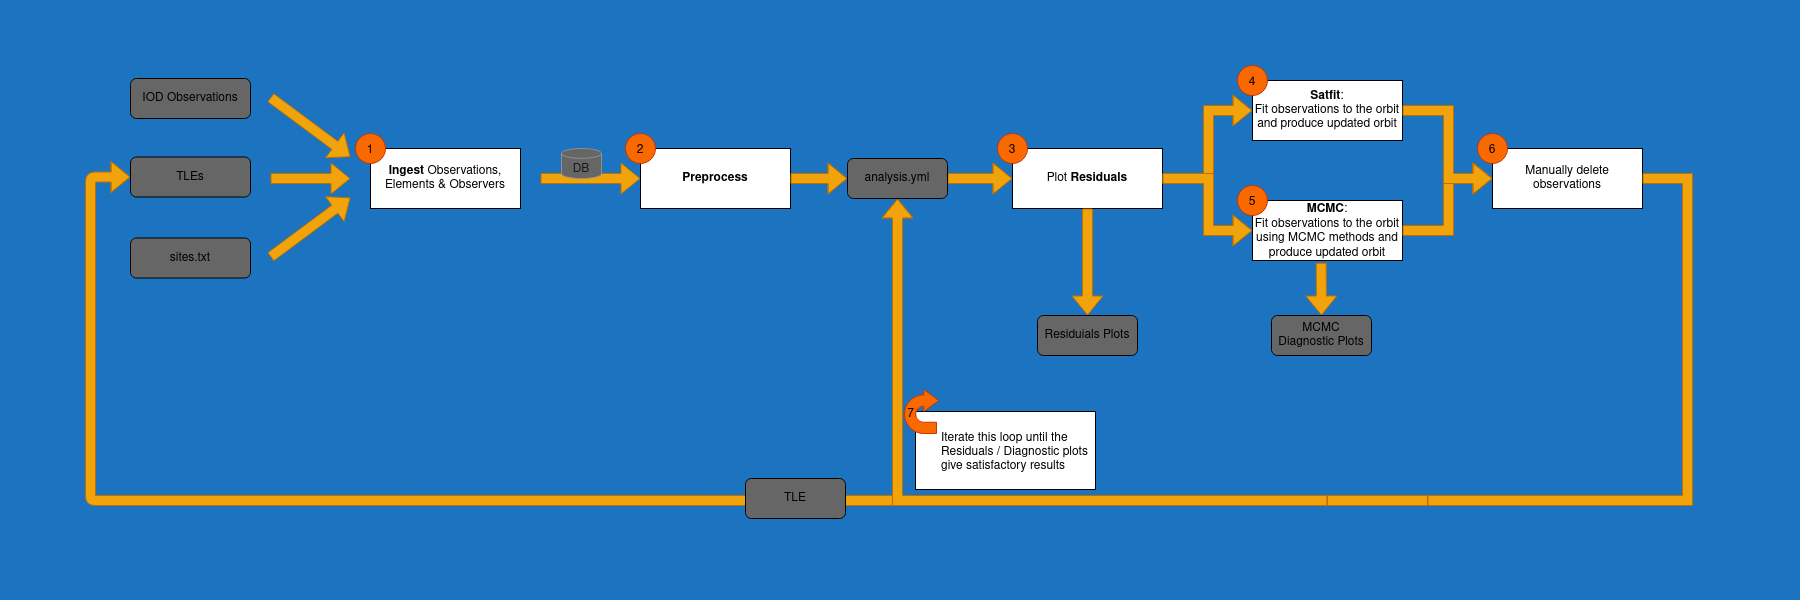 IOD Observations
TLEs
sites.txt
1
Ingest Observations,
Elements & Observers
DB
2
Preprocess
analysis.yml
3
Plot Residuals
Residuials Plots
4
Satfit:
Fit observations to the orbit
and produce updated orbit
5
MCMC:
Fit observations to the orbit
using MCMC methods and
produce updated orbit
MCMC
Diagnostic Plots
6
Manually delete
observations
7
Iterate this loop until the
Residuals / Diagnostic plots
give satisfactory results
TLE